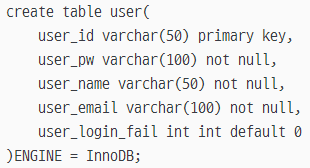 create table user(
    user_id varchar(50) primary key,
    user_pw varchar(100) not null,
    user_name varchar(50) not null,
    user_email varchar(100) not null,
    user_login_fail int int default 0
)ENGINE = InnoDB;